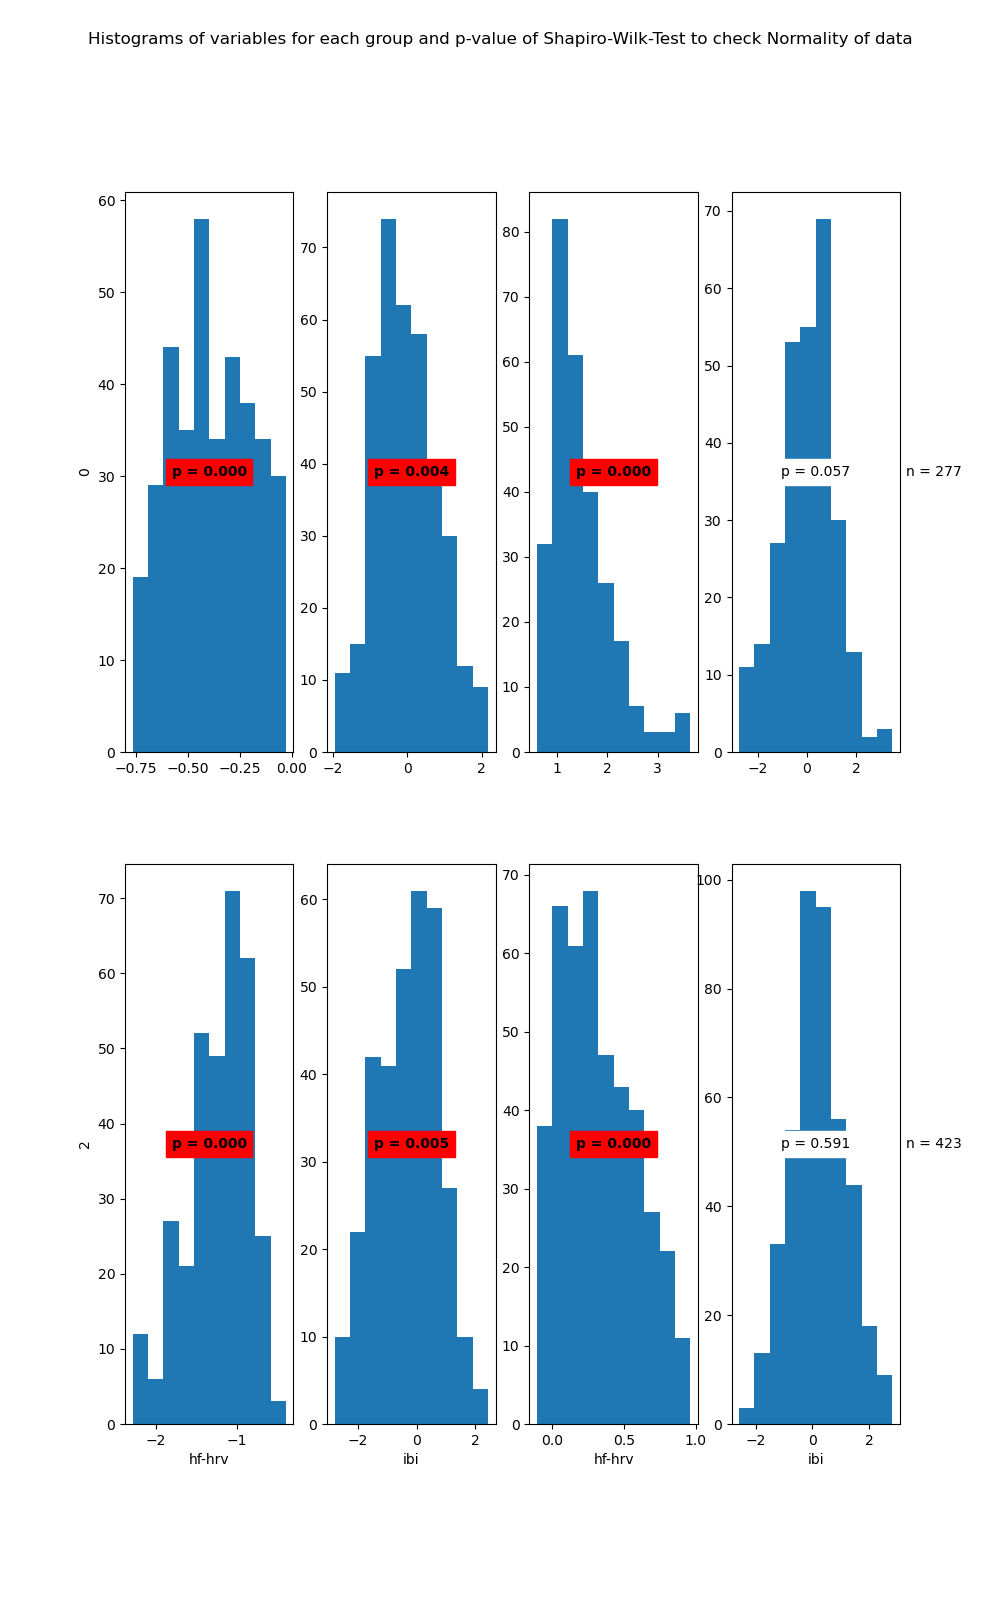 Histograms of variables for each group and p-value of Shapiro-Wilk-Test to check Normality of data
60
50
40
30
20
10
0
0
−0.75 −0.50 −0.25 0.00
p = 0.000
70
60
50
40
30
20
10
0
−2 0 2
p = 0.004
80
70
60
50
40
30
20
10
0
1 2 3
p = 0.000
70
60
50
40
30
20
10
0
−2 0 2
p = 0.057
n = 277
70
60
50
40
30
20
10
0
2
−2 −1
hf-hrv
p = 0.000
60
50
40
30
20
10
0
−2 0 2
ibi
p = 0.005
70
60
50
40
30
20
10
0
0.0 0.5 1.0
hf-hrv
p = 0.000
100
80
60
40
20
0
−2 0 2
ibi
p = 0.591
n = 423